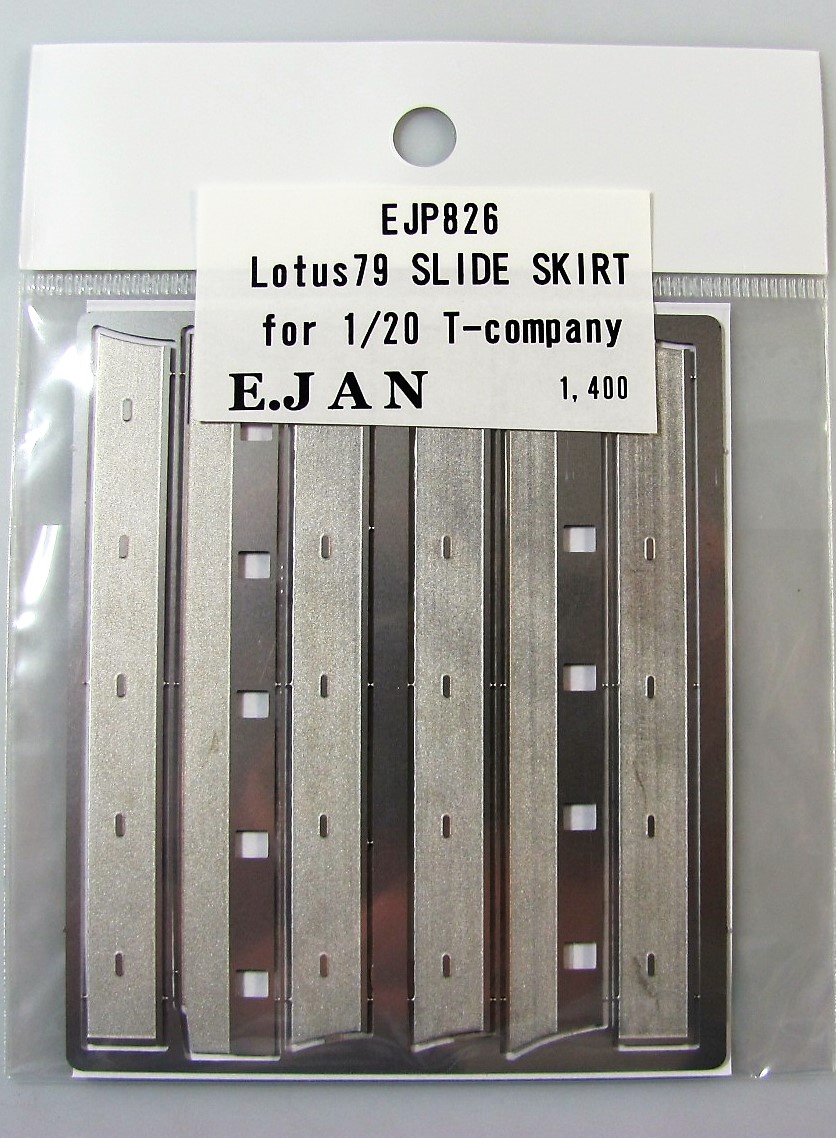 EJP826
Lotus79 SLIDE SKIRT
for 1/20 T-company
E.JAN 1,400